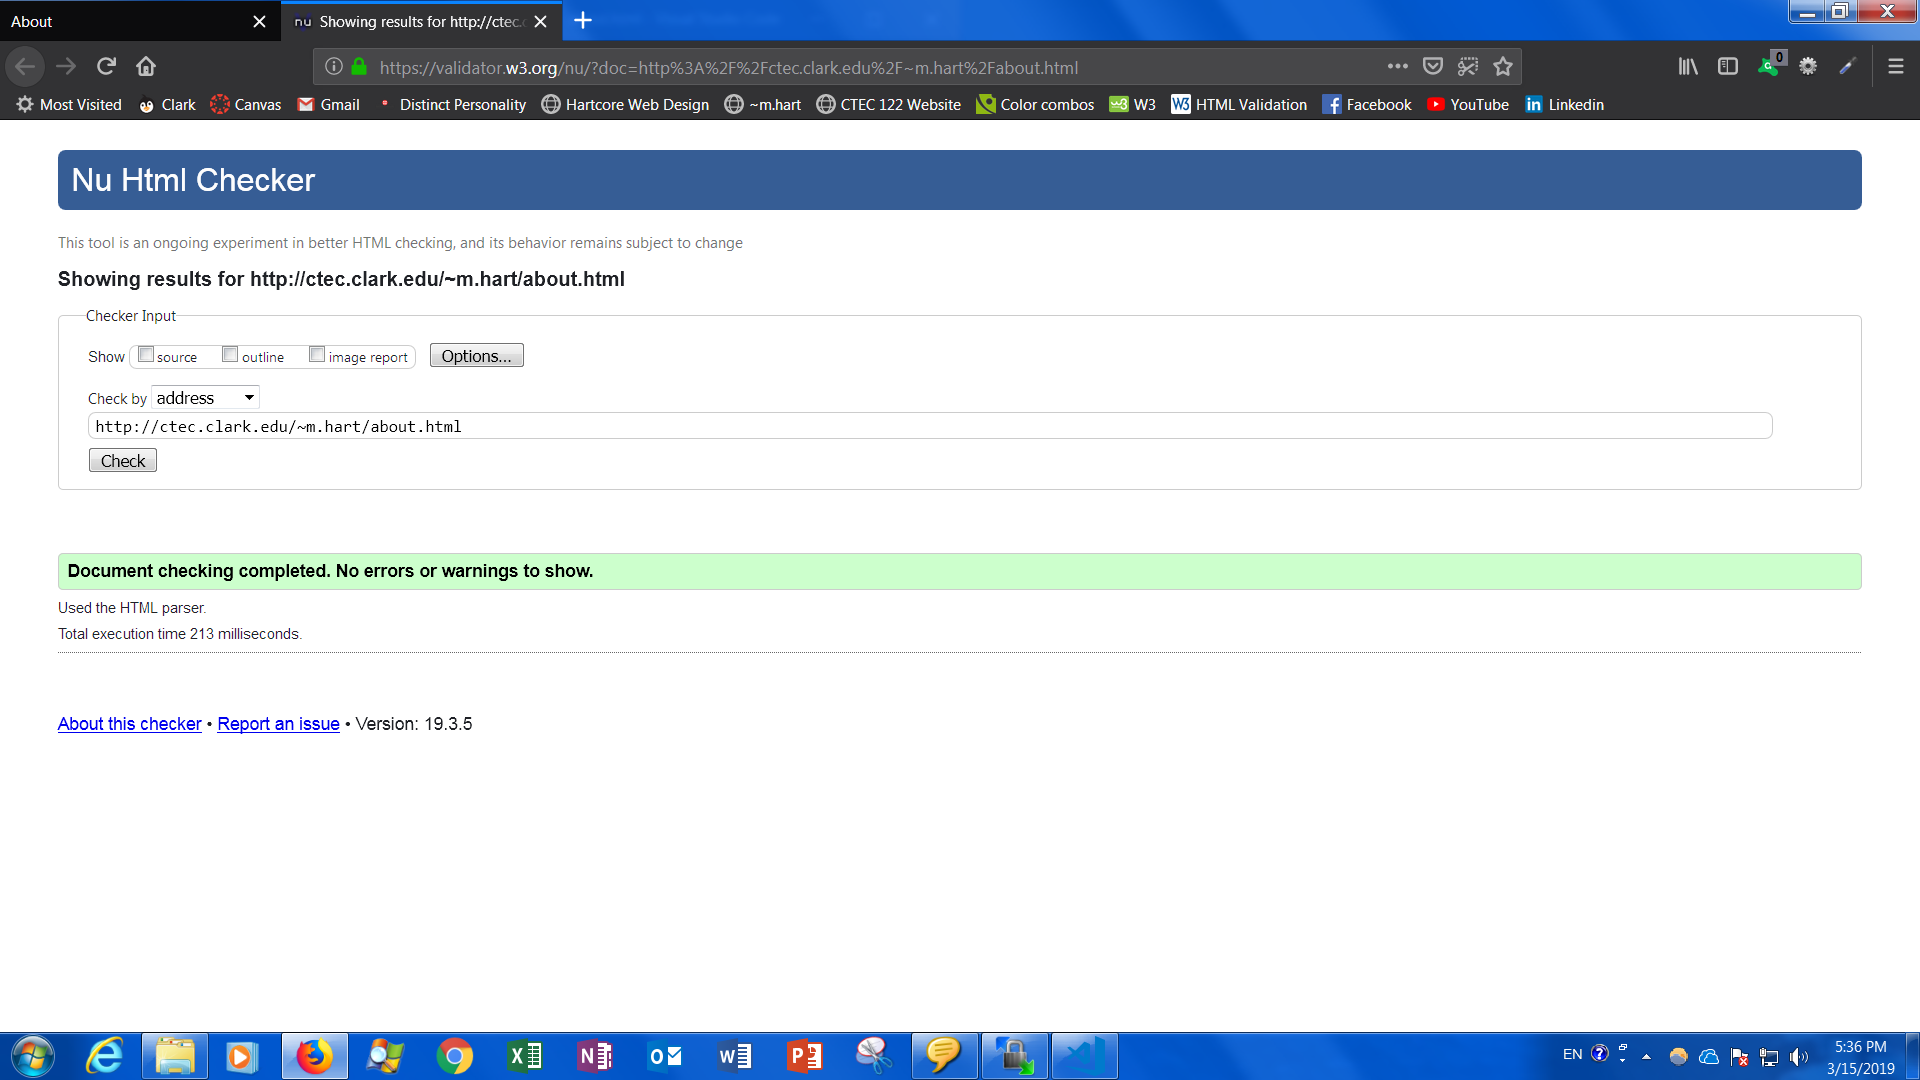 About
nu Showing results for http://ctec.c
https://validator.w3.org/nu/?doc=http%3A%2F%2Fctec.clark.edu%2F~m.hart%2Fabout.html
0
Most Visited Clark Canvas Gmail Distinct Personality Hartcore Web Design ~m.hart CTEC 122 Website Color combos W3 HTML Validation Facebook YouTube Linkedin
Nu Html Checker
This tool is an ongoing experiment in better HTML checking, and its behavior remains subject to change
Showing results for http://ctec.clark.edu/~m.hart/about.html
Checker Input
Show source outline image report Options...
Check by address
http://ctec.clark.edu/~m.hart/about.html
Check
Document checking completed. No errors or warnings to show.
Used the HTML parser.
Total execution time 213 milliseconds.
About this checker • Report an issue • Version: 19.3.5
EN
5:36 PM
3/15/2019